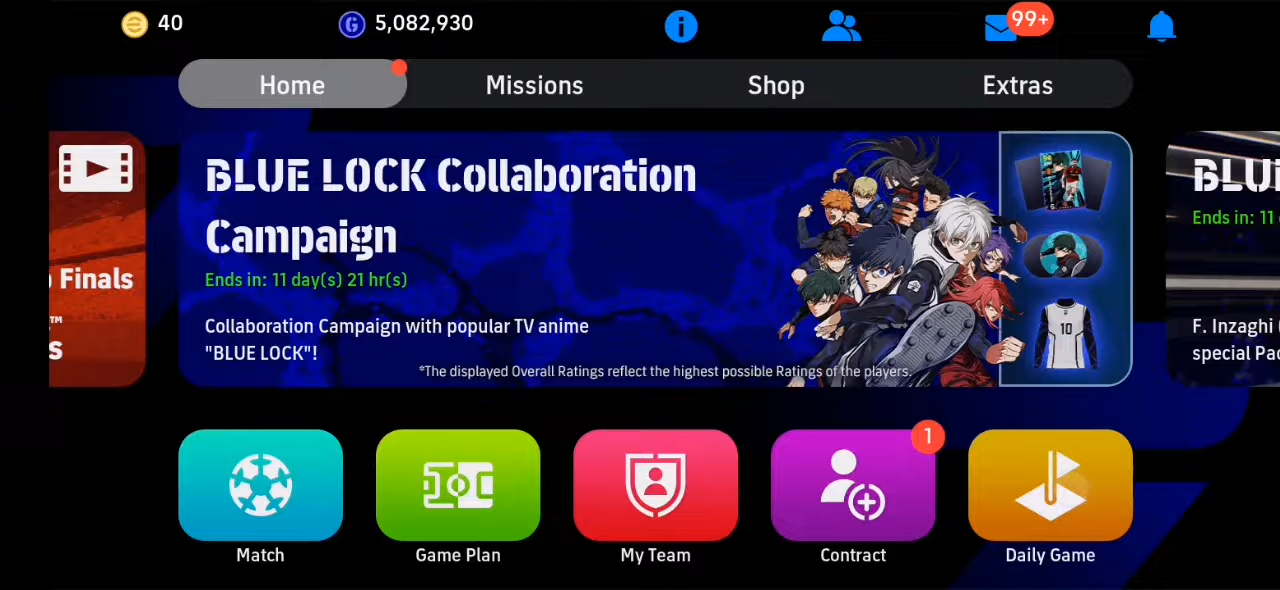 40
5,082,930
99+
Home
Missions
Shop
Extras
Finals
™
s
BLUE LOCK Collaboration
Campaign
Ends in: 11 day(s) 21 hr(s)
Collaboration Campaign with popular TV anime
"BLUE LOCK"!
*The displayed Overall Ratings reflect the highest possible Ratings of the players.
10
Ends in: 11
F. Inzaghi
special
1
Match
Game Plan
My Team
Contract
Daily Game